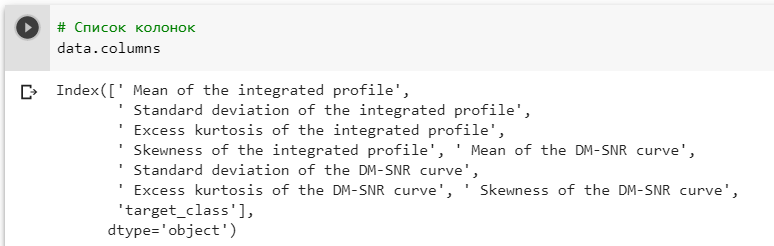 # Список колонок
data.columns
Index([' Mean of the integrated profile',
' Standard deviation of the integrated profile',
' Excess kurtosis of the integrated profile',
' Skewness of the integrated profile', ' Mean of the DM-SNR curve',
' Standard deviation of the DM-SNR curve',
' Excess kurtosis of the DM-SNR curve', ' Skewness of the DM-SNR curve',
'target_class'],
dtype='object')